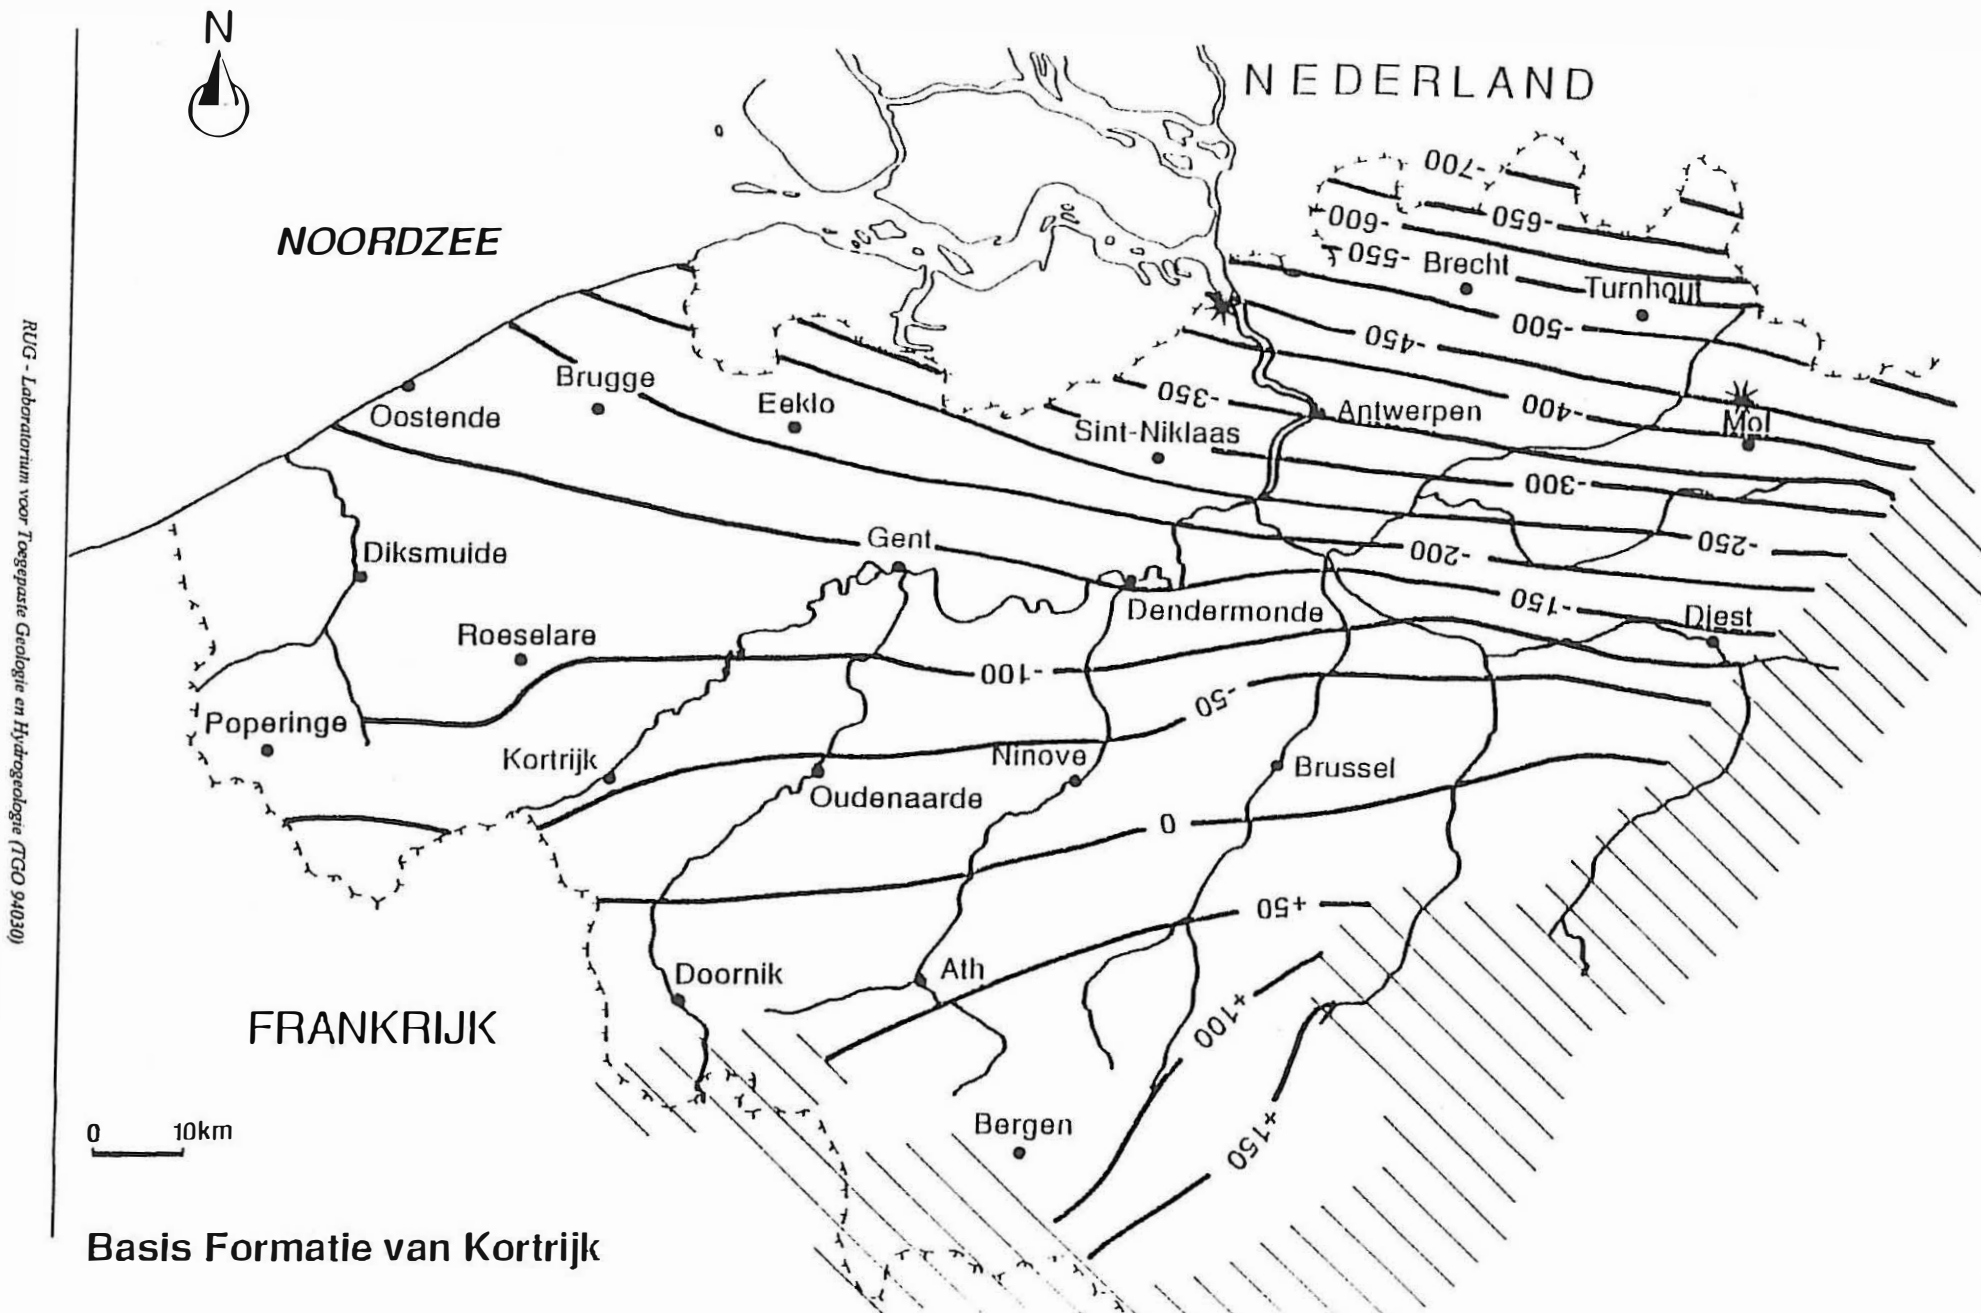 N
NEDERLAND
NOORDZEE
-700
-650
-600
-550
Brecht
Turnhout
-500
-450
Brugge
Eeklo
-350
-400
Oostende
Antwerpen
Mol
Sint-Niklaas
-300
Gent
Diksmuide
-200
-250
Dendermonde
-150
Diest
Roeselare
-100
-50
Poperinge
Kortrijk
Ninove
Brussel
Oudenaarde
0
+50
Doornik
Ath
FRANKRIJK
+100
Bergen
+150
0 10km
Basis Formatie van Kortrijk
RUG - Laboratorium voor Toegepaste Geologie en Hydrogeologie (TGO 94030)